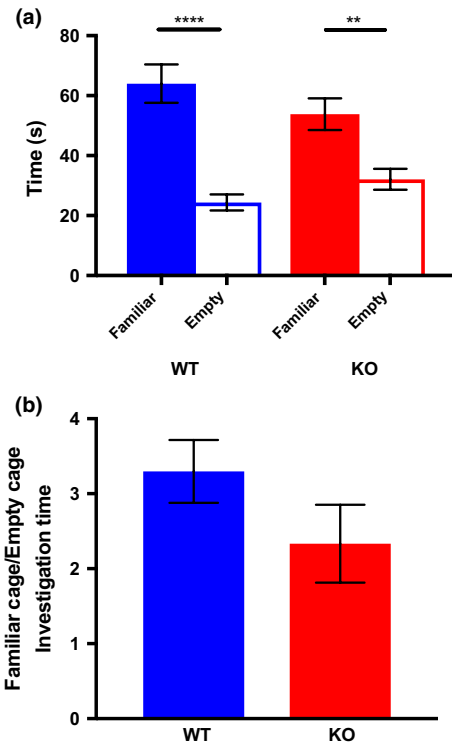 (a)
****
**
80
60
40
20
0
Time (s)
Familiar
Empty
Familiar
Empty
WT
KO
(b)
4
3
2
1
0
Familiar cage/Empty cage
Investigation time
WT
KO